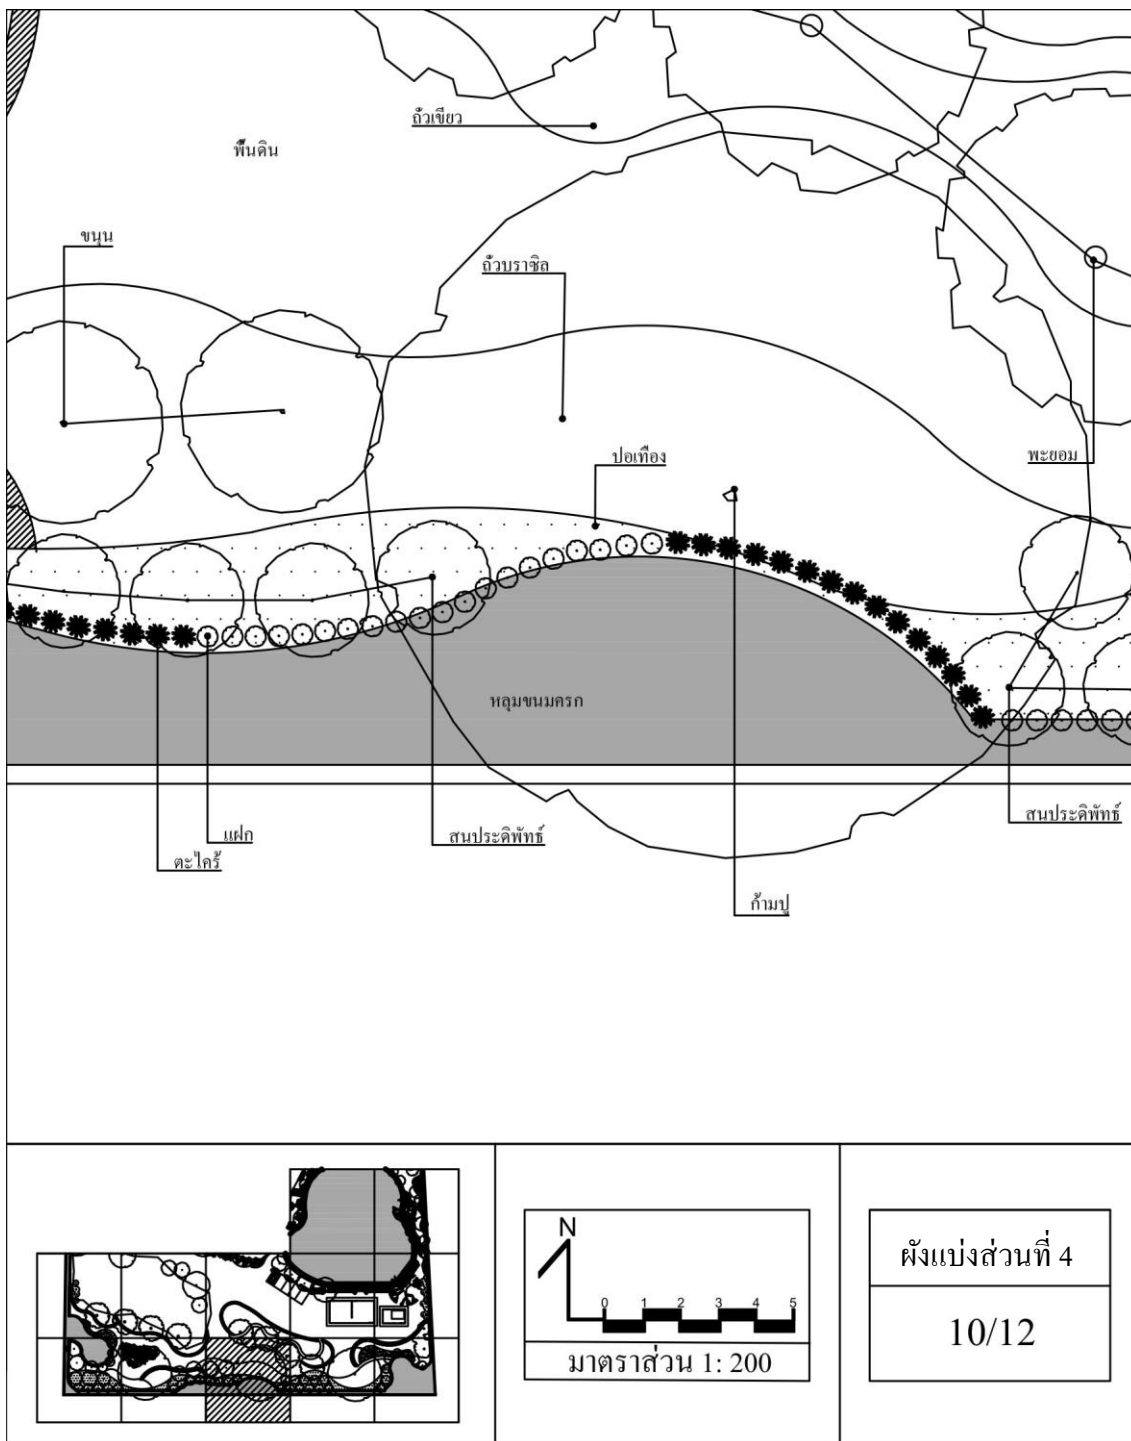 ถั่วเขียว
พื้นดิน
ขนุน
ถั่วบราซิล
ปอเทือง
พะยอม
หลุมขนมครก
แฝก
สนประดิพัทธ์
สนประดิพัทธ์
ตะไคร้
ก้ามปู
N
0 1 2 3 4 5
มาตราส่วน 1: 200
ผังแบ่งส่วนที่ 4
10/12